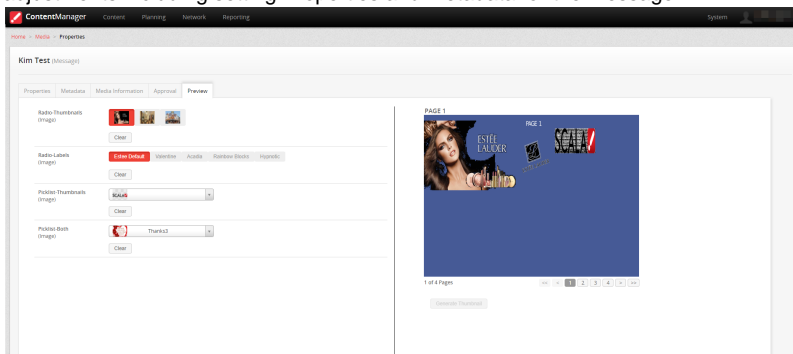 ContentManager Content Planning Network Reporting System
Home > Media > Properties
Kim Test (Message)
Properties Metadata Media Information Approval Preview
Radio-Thumbnails
(Image)
Clear
Radio-Labels
(Image)
Estee Default Valentine Acadia Rainbow Blocks Hypnotic
Clear
Picklist-Thumbnails
(Image)
SCALA
Clear
Picklist-Both
(Image)
Thanks3
Clear
PAGE 1
PAGE 1
ESTĒE
LAUDER
SCALA
1 of 4 Pages << < 1 2 3 4 > >>
Generate Thumbnail